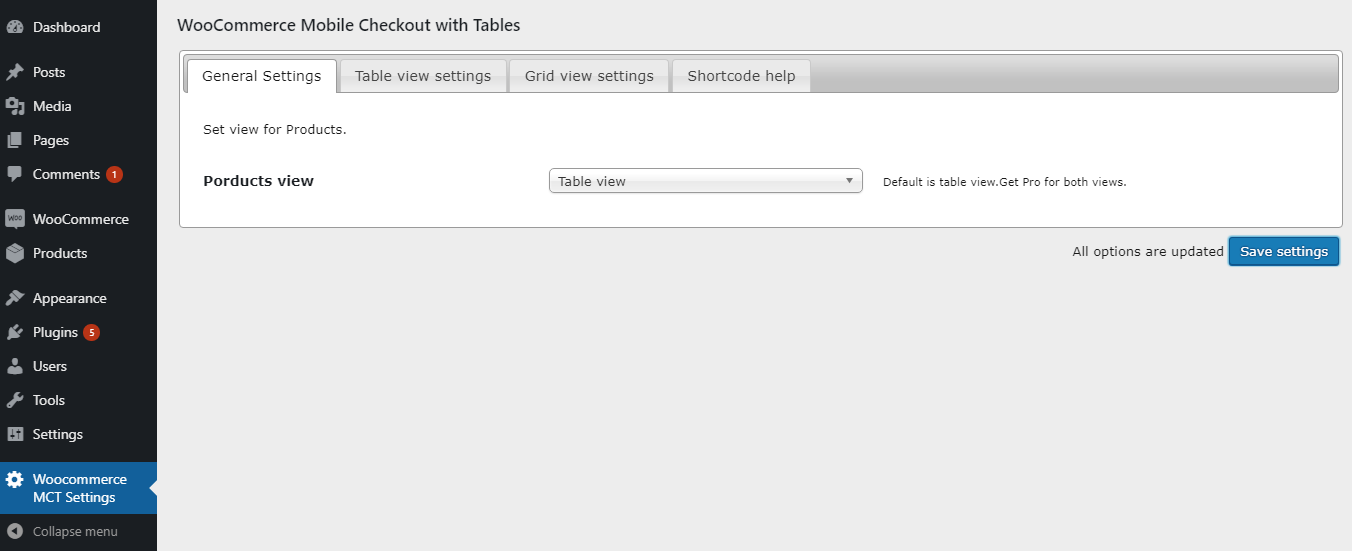 Dashboard
Posts
Media
Pages
Comments 1
WooCommerce
Products
Appearance
Plugins 5
Users
Tools
Settings
Woocommerce
MCT Settings
Collapse menu
WooCommerce Mobile Checkout with Tables
General Settings Table view settings Grid view settings Shortcode help
Set view for Products.
Porducts view Table view Default is table view.Get Pro for both views.
All options are updated Save settings